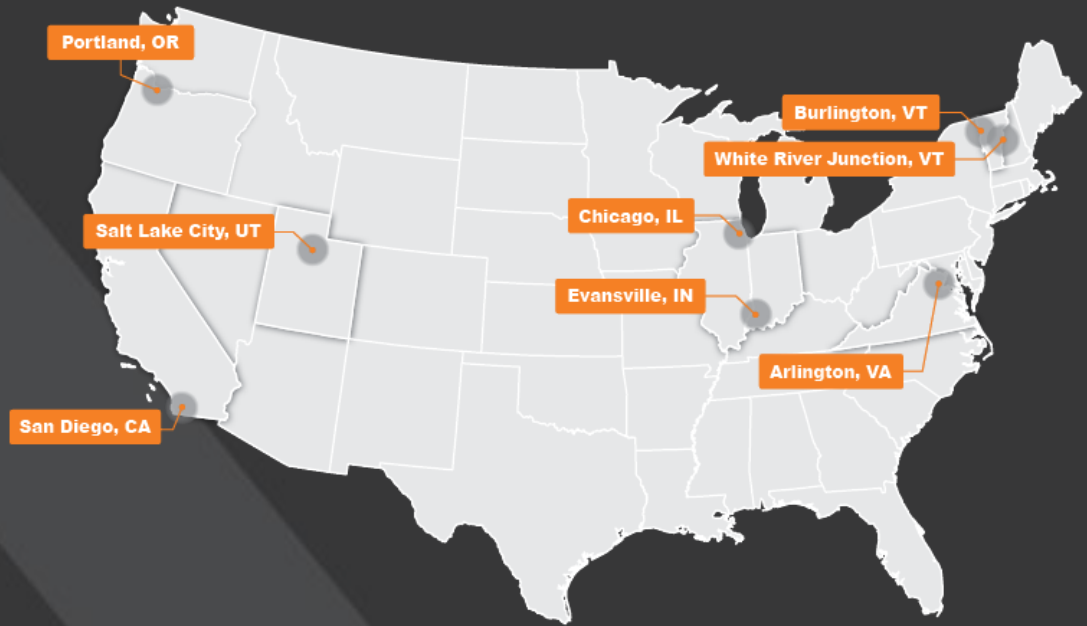 Portland, OR
Burlington, VT
White River Junction, VT
Chicago, IL
Salt Lake City, UT
Evansville, IN
Arlington, VA
San Diego, CA